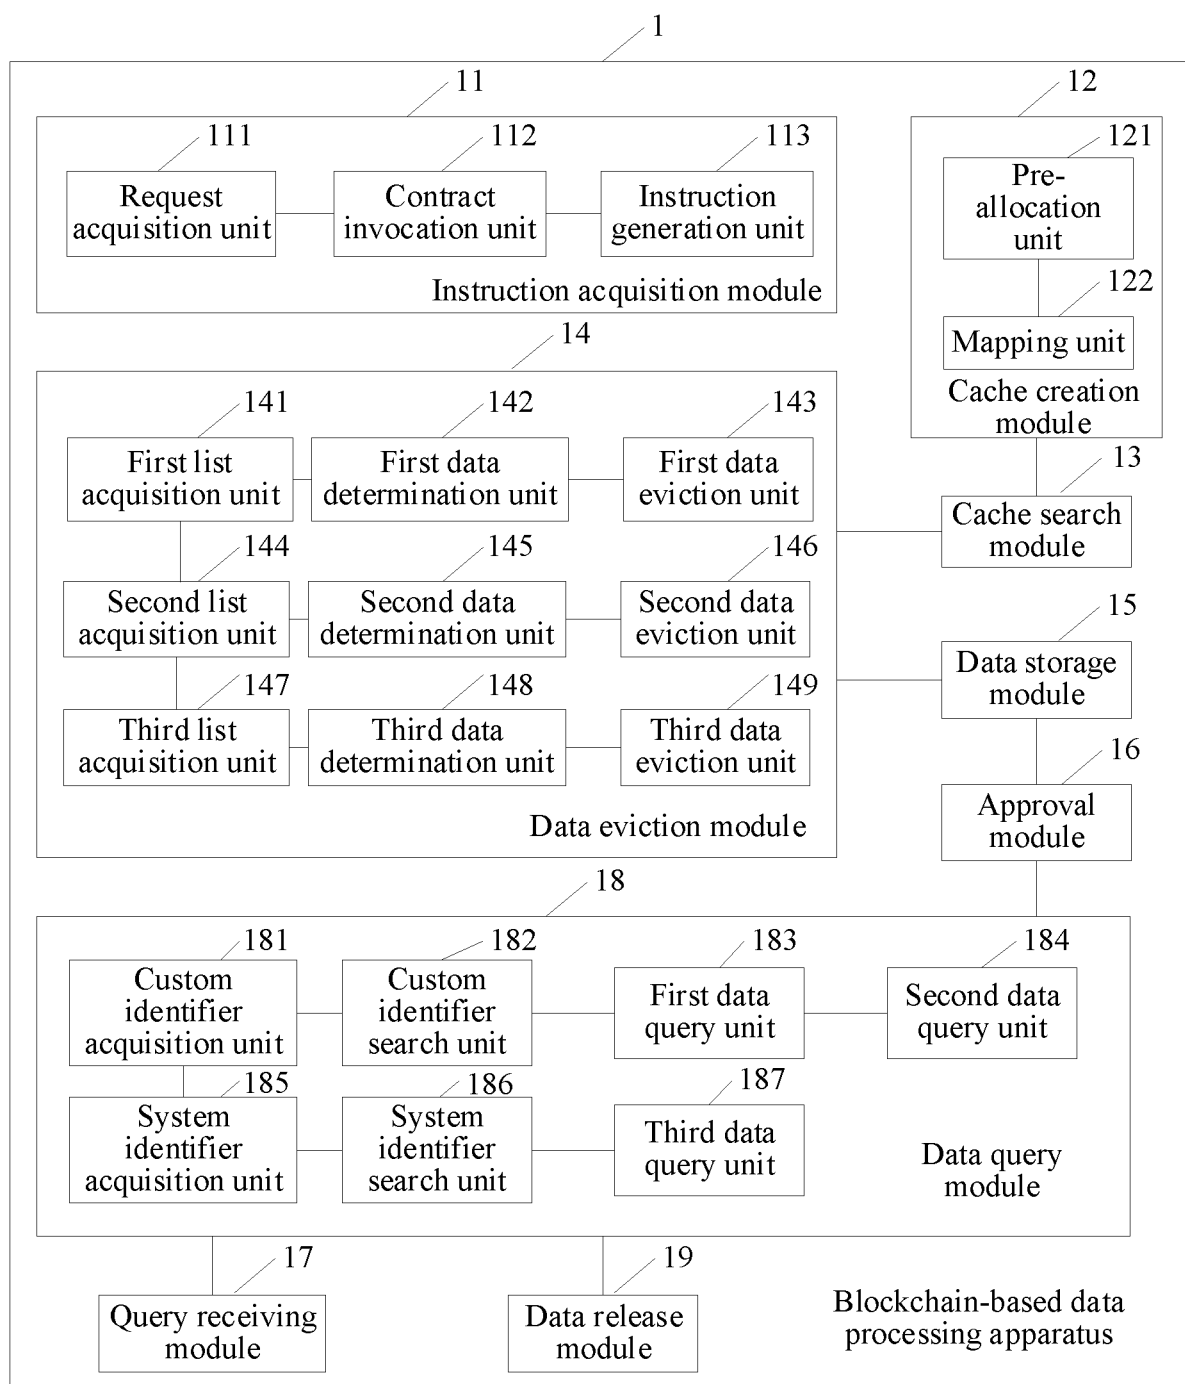 1
11
12
111
112
113
121
Request
acquisition unit
Contract
invocation unit
Instruction
generation unit
Pre-
allocation
unit
Instruction acquisition module
122
Mapping unit
Cache creation
module
14
141
142
143
13
First list
acquisition unit
First data
determination unit
First data
eviction unit
Cache search
module
144
145
146
Second list
acquisition unit
Second data
determination unit
Second data
eviction unit
15
Data storage
module
147
148
149
Third list
acquisition unit
Third data
determination unit
Third data
eviction unit
16
Approval
module
Data eviction module
18
181
182
183
184
Custom
identifier
acquisition unit
Custom
identifier
search unit
First data
query unit
Second data
query unit
185
186
187
System
identifier
acquisition unit
System
identifier
search unit
Third data
query unit
Data query
module
17
19
Query receiving
module
Data release
module
Blockchain-based data
processing apparatus